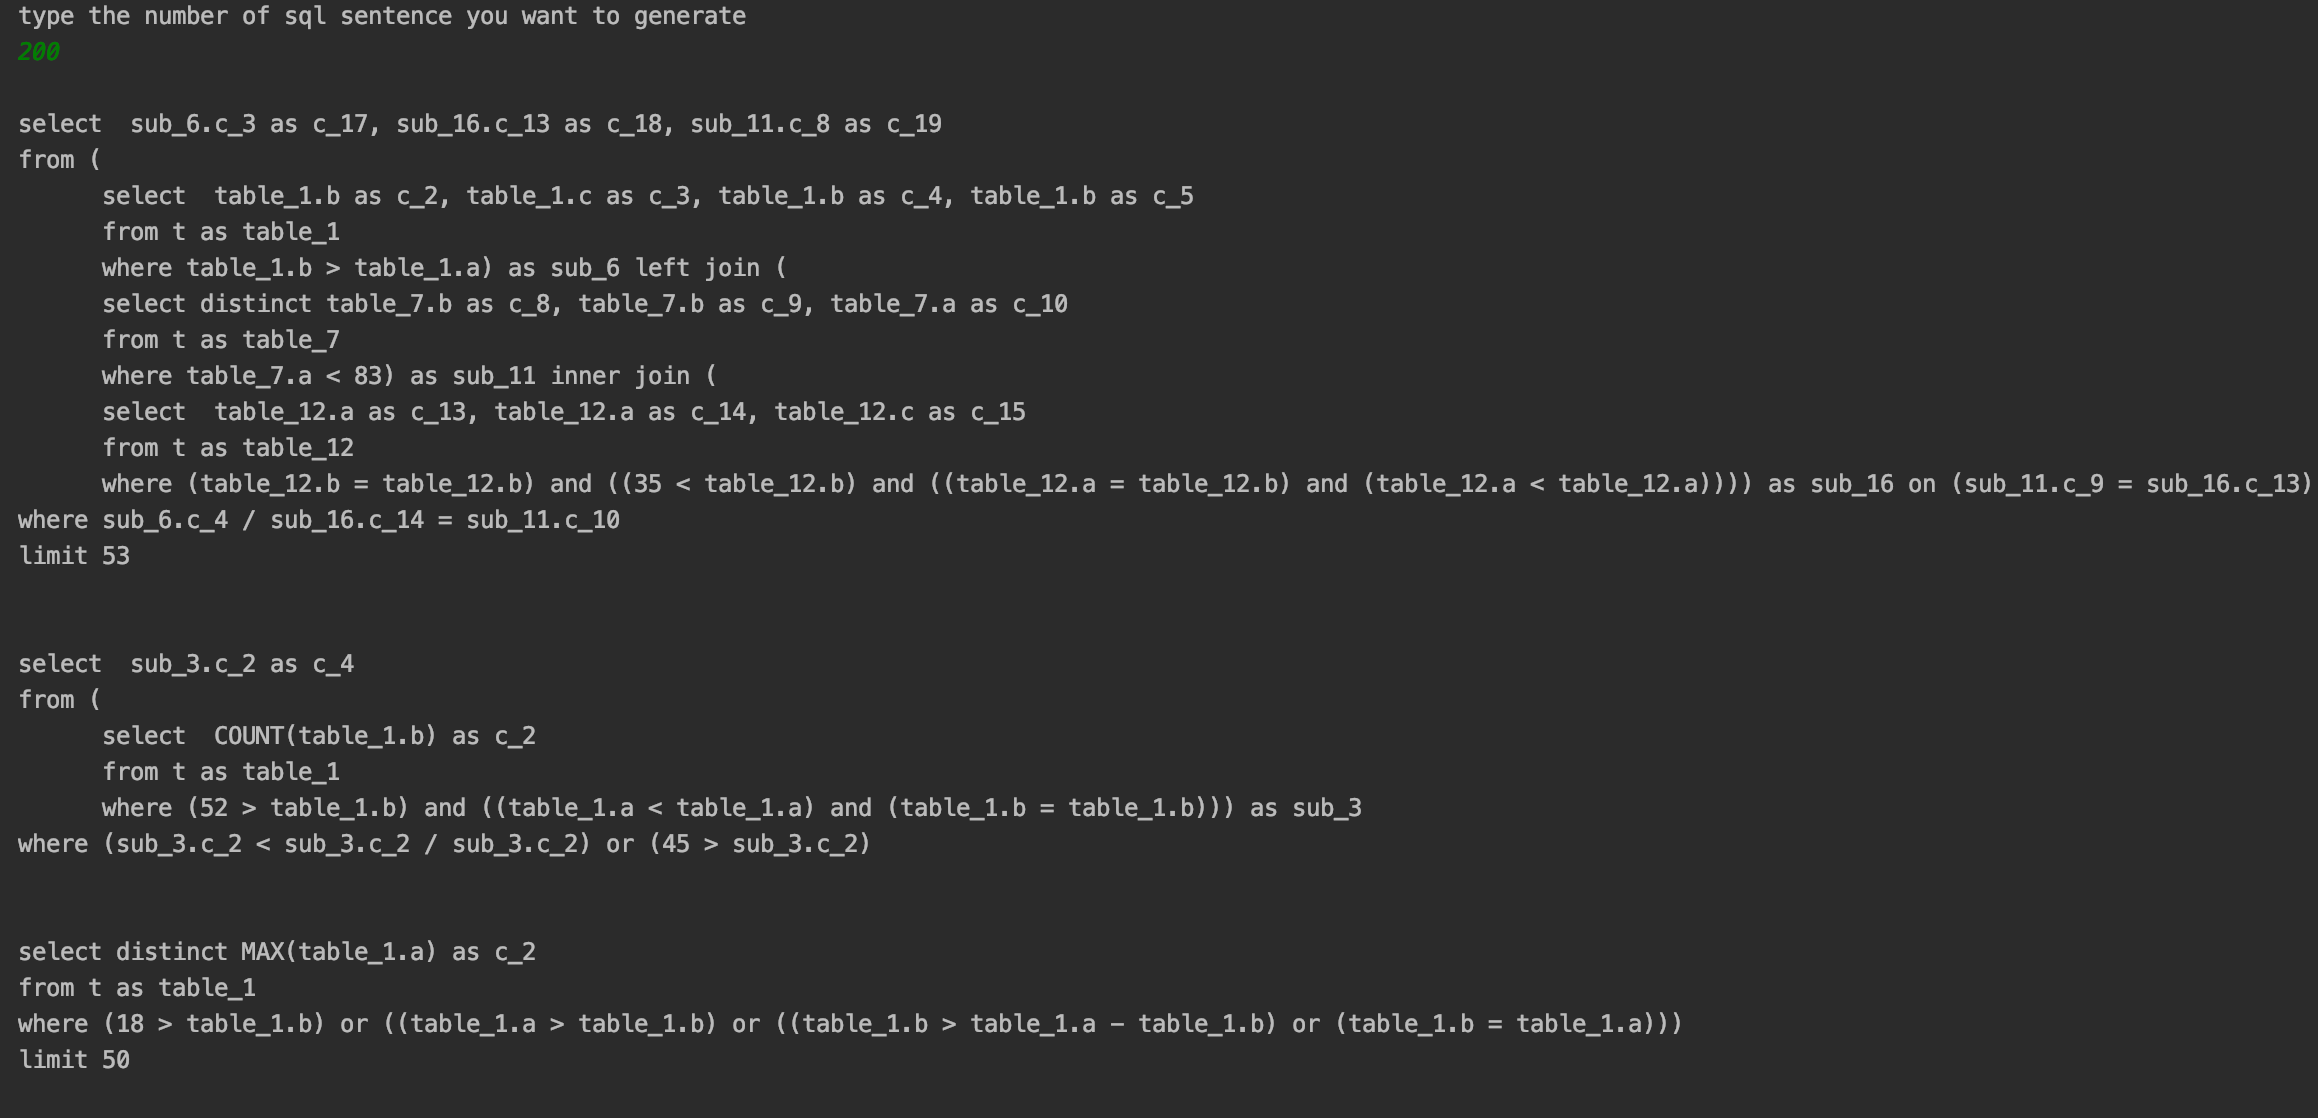 type the number of sql sentence you want to generate
200
select  sub_6.c_3 as c_17, sub_16.c_13 as c_18, sub_11.c_8 as c_19
from (
select  table_1.b as c_2, table_1.c as c_3, table_1.b as c_4, table_1.b as c_5
from t as table_1
where table_1.b > table_1.a) as sub_6 left join (
select distinct table_7.b as c_8, table_7.b as c_9, table_7.a as c_10
from t as table_7
where table_7.a < 83) as sub_11 inner join (
select  table_12.a as c_13, table_12.a as c_14, table_12.c as c_15
from t as table_12
where (table_12.b = table_12.b) and ((35 < table_12.b) and ((table_12.a = table_12.b) and (table_12.a < table_12.a)))) as sub_16 on (sub_11.c_9 = sub_16.c_13)
where sub_6.c_4 / sub_16.c_14 = sub_11.c_10
limit 53
select  sub_3.c_2 as c_4
from (
select  COUNT(table_1.b) as c_2
from t as table_1
where (52 > table_1.b) and ((table_1.a < table_1.a) and (table_1.b = table_1.b))) as sub_3
where (sub_3.c_2 < sub_3.c_2 / sub_3.c_2) or (45 > sub_3.c_2)
select distinct MAX(table_1.a) as c_2
from t as table_1
where (18 > table_1.b) or ((table_1.a > table_1.b) or ((table_1.b > table_1.a - table_1.b) or (table_1.b = table_1.a)))
limit 50